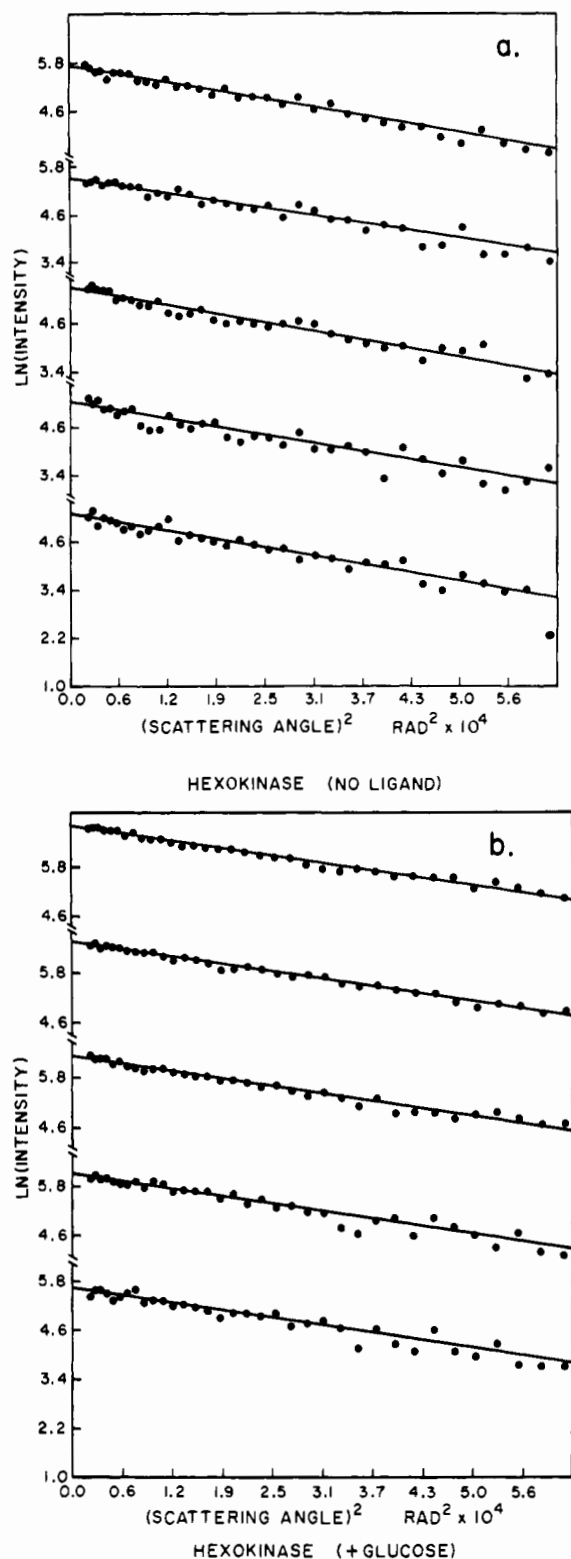 a.
5.8
4.6
5.8
4.6
3.4
LN(INTENSITY)
4.6
3.4
4.6
3.4
4.6
3.4
2.2
1.0
0.0 0.6 1.2 1.9 2.5 3.1 3.7 4.3 5.0 5.6
(SCATTERING ANGLE)² RAD² x 10⁴
HEXOKINASE (NO LIGAND)
b.
5.8
4.6
5.8
4.6
LN(INTENSITY)
5.8
4.6
5.8
4.6
5.8
4.6
3.4
2.2
1.0
0.0 0.6 1.2 1.9 2.5 3.1 3.7 4.3 5.0 5.6
(SCATTERING ANGLE)² RAD² x 10⁴
HEXOKINASE (+GLUCOSE)